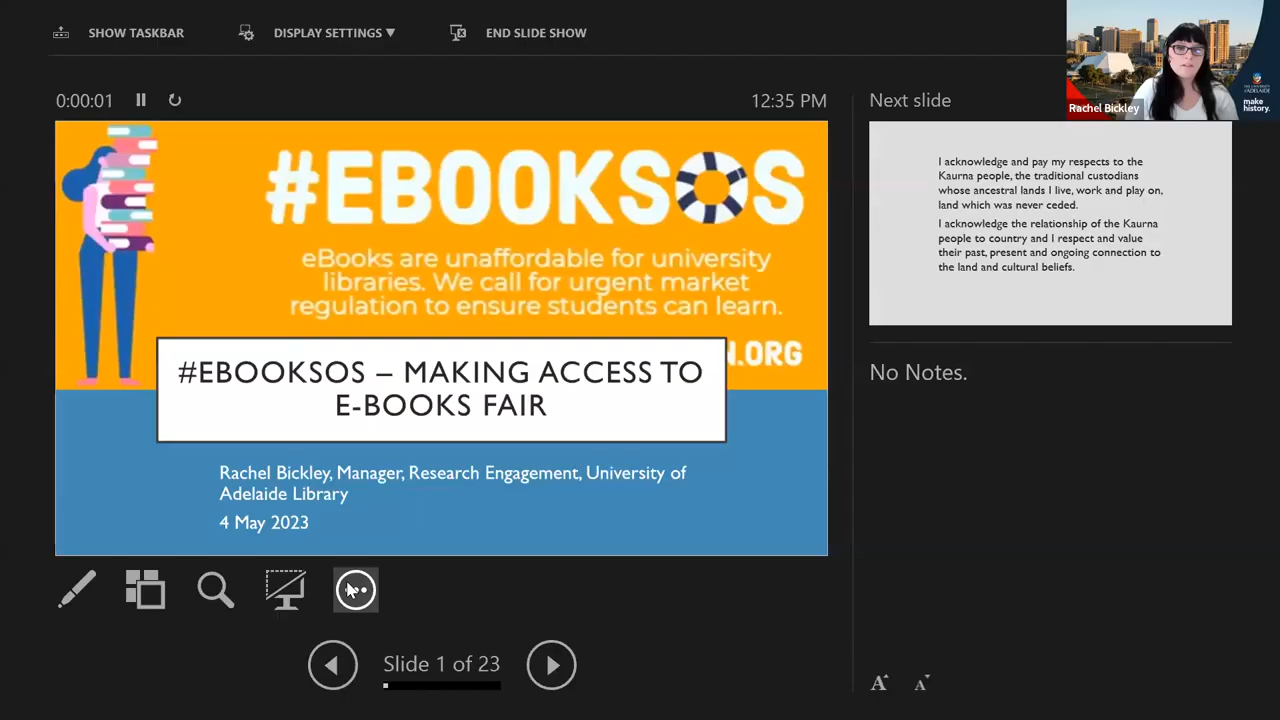 SHOW TASKBAR
DISPLAY SETTINGS ▼
END SLIDE SHOW
Rachel Bickley
make
history.
0:00:01
12:35 PM
Next slide
#EBOOKSOS
eBooks are unaffordable for university
libraries. We call for urgent market
regulation to ensure students can learn.
N.ORG
#EBOOKSOS – MAKING ACCESS TO
E-BOOKS FAIR
Rachel Bickley, Manager, Research Engagement, University of
Adelaide Library
4 May 2023
I acknowledge and pay my respects to the
Kaurna people, the traditional custodians
whose ancestral lands I live, work and play on,
land which was never ceded.
I acknowledge the relationship of the Kaurna
people to country and I respect and value
their past, present and ongoing connection to
the land and cultural beliefs.
No Notes.
Slide 1 of 23
A A